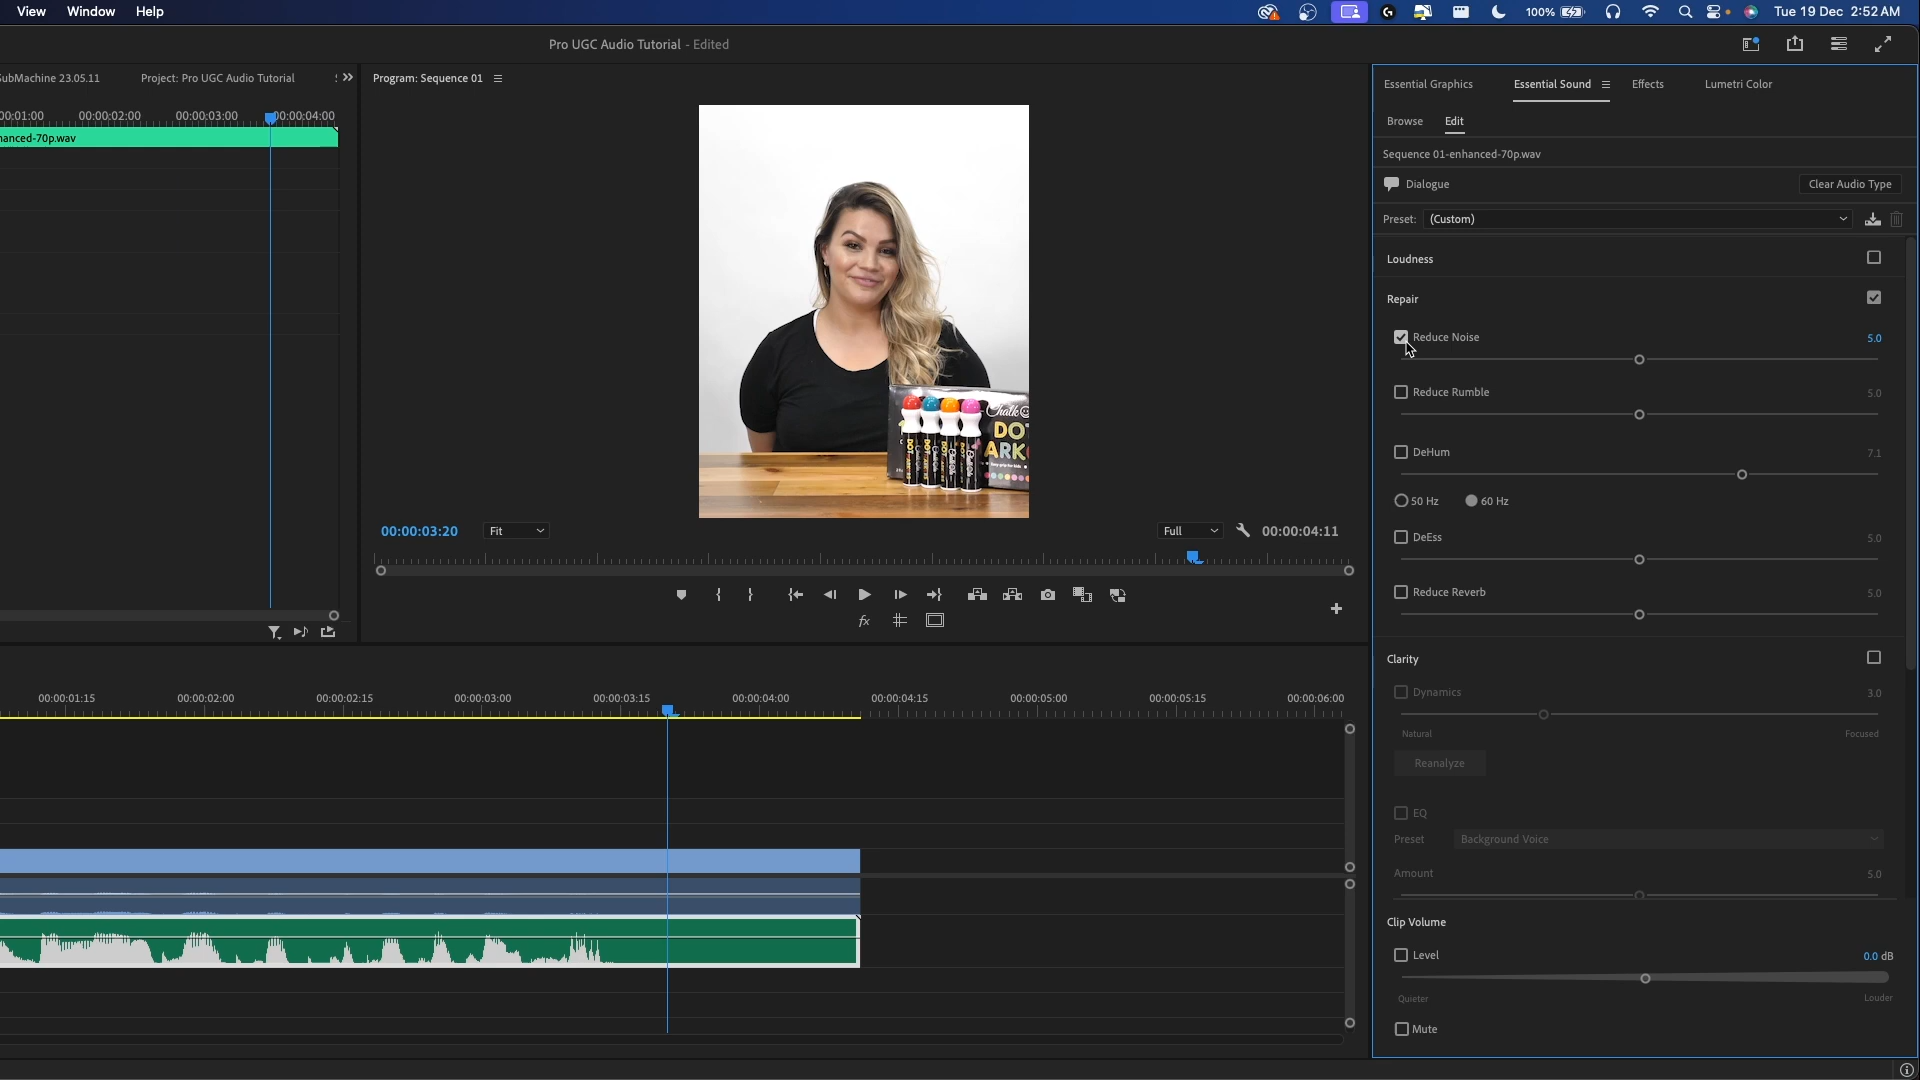 View Window Help 100% Tue 19 Dec 2:52 AM
Pro UGC Audio Tutorial - Edited
SubMachine 23.05.11 Project: Pro UGC Audio Tutorial
00:01:00 00:00:02:00 00:00:03:00 00:00:04:00
hanced-70p.wav
Program: Sequence 01
Chalk
DOT
ARK
00:00:03:20 Fit Full 00:00:04:11
fx
00:00:01:15 00:00:02:00 00:00:02:15 00:00:03:00 00:00:03:15 00:00:04:00 00:00:04:15 00:00:05:00 00:00:05:15 00:00:06:00
Essential Graphics Essential Sound Effects Lumetri Color
Browse Edit
Sequence 01-enhanced-70p.wav
Dialogue Clear Audio Type
Preset: (Custom)
Loudness
Repair
Reduce Noise 5.0
Reduce Rumble 5.0
DeHum 7.1
50 Hz 60 Hz
DeEss 5.0
Reduce Reverb 5.0
Clarity
Dynamics 3.0
Natural Focused
Reanalyze
EQ
Preset Background Voice
Amount 5.0
Clip Volume
Level 0.0 dB
Quieter Louder
Mute